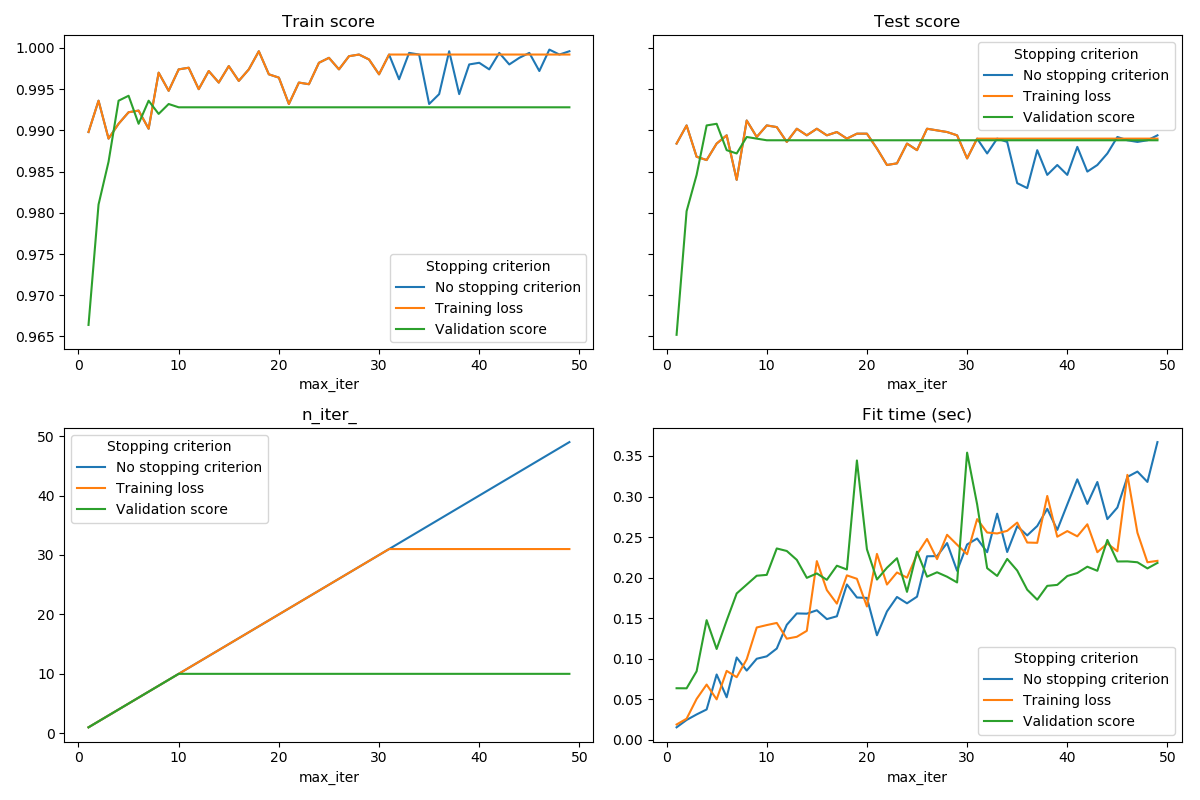 Train score
1.000
0.995
0.990
0.985
0.980
0.975
0.970
0.965
Stopping criterion
No stopping criterion
Training loss
Validation score
0 10 20 30 40 50
max_iter
Test score
Stopping criterion
No stopping criterion
Training loss
Validation score
0 10 20 30 40 50
max_iter
n_iter_
50
40
30
20
10
0
Stopping criterion
No stopping criterion
Training loss
Validation score
0 10 20 30 40 50
max_iter
Fit time (sec)
0.35
0.30
0.25
0.20
0.15
0.10
0.05
0.00
Stopping criterion
No stopping criterion
Training loss
Validation score
0 10 20 30 40 50
max_iter